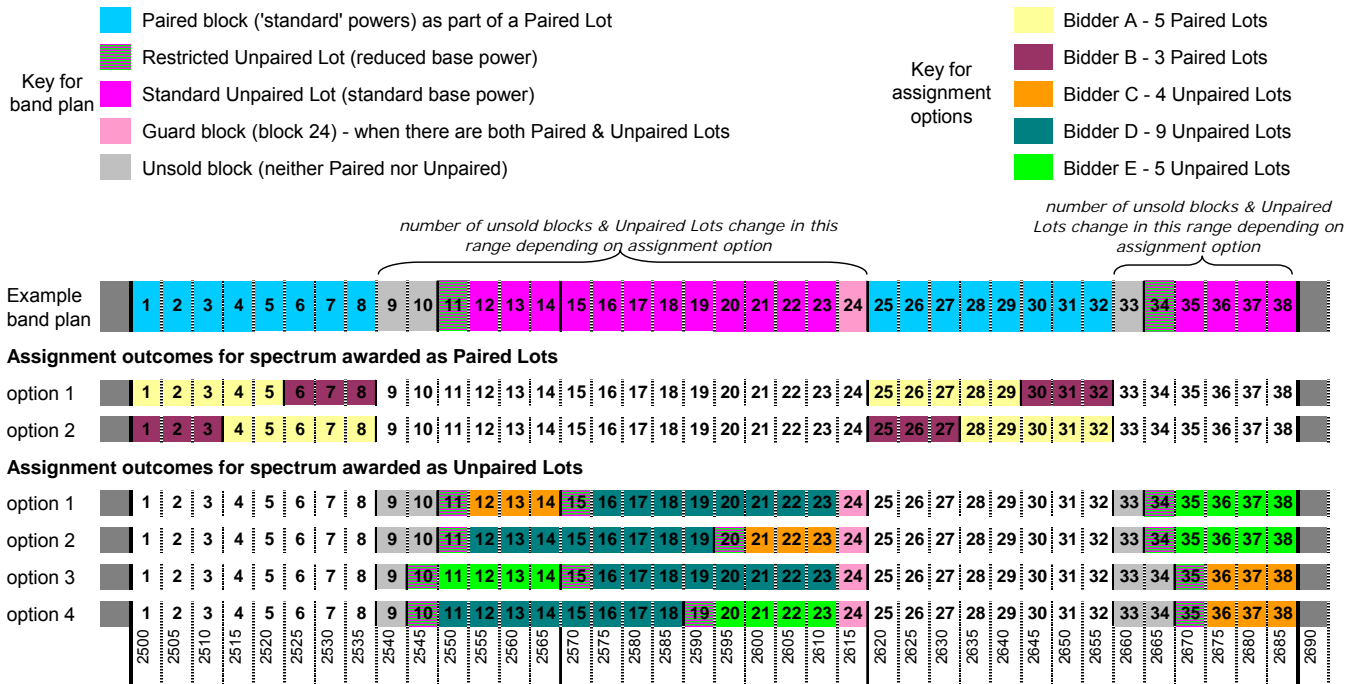 Key for
band plan
Paired block ('standard' powers) as part of a Paired Lot
Restricted Unpaired Lot (reduced base power)
Standard Unpaired Lot (standard base power)
Guard block (block 24) - when there are both Paired & Unpaired Lots
Unsold block (neither Paired nor Unpaired)
Key for
assignment
options
Bidder A - 5 Paired Lots
Bidder B - 3 Paired Lots
Bidder C - 4 Unpaired Lots
Bidder D - 9 Unpaired Lots
Bidder E - 5 Unpaired Lots
number of unsold blocks & Unpaired Lots change in this
range depending on assignment option
number of unsold blocks & Unpaired
Lots change in this range depending on
assignment option
Example
band plan
1 2 3 4 5 6 7 8 9 10 11 12 13 14 15 16 17 18 19 20 21 22 23 24 25 26 27 28 29 30 31 32 33 34 35 36 37 38
Assignment outcomes for spectrum awarded as Paired Lots
option 1 1 2 3 4 5 6 7 8 9 10 11 12 13 14 15 16 17 18 19 20 21 22 23 24 25 26 27 28 29 30 31 32 33 34 35 36 37 38
option 2 1 2 3 4 5 6 7 8 9 10 11 12 13 14 15 16 17 18 19 20 21 22 23 24 25 26 27 28 29 30 31 32 33 34 35 36 37 38
Assignment outcomes for spectrum awarded as Unpaired Lots
option 1 1 2 3 4 5 6 7 8 9 10 11 12 13 14 15 16 17 18 19 20 21 22 23 24 25 26 27 28 29 30 31 32 33 34 35 36 37 38
option 2 1 2 3 4 5 6 7 8 9 10 11 12 13 14 15 16 17 18 19 20 21 22 23 24 25 26 27 28 29 30 31 32 33 34 35 36 37 38
option 3 1 2 3 4 5 6 7 8 9 10 11 12 13 14 15 16 17 18 19 20 21 22 23 24 25 26 27 28 29 30 31 32 33 34 35 36 37 38
option 4 1 2 3 4 5 6 7 8 9 10 11 12 13 14 15 16 17 18 19 20 21 22 23 24 25 26 27 28 29 30 31 32 33 34 35 36 37 38
2500 2505 2510 2515 2520 2525 2530 2535 2540 2545 2550 2555 2560 2565 2570 2575 2580 2585 2590 2595 2600 2605 2610 2615 2620 2625 2630 2635 2640 2645 2650 2655 2660 2665 2670 2675 2680 2685 2690